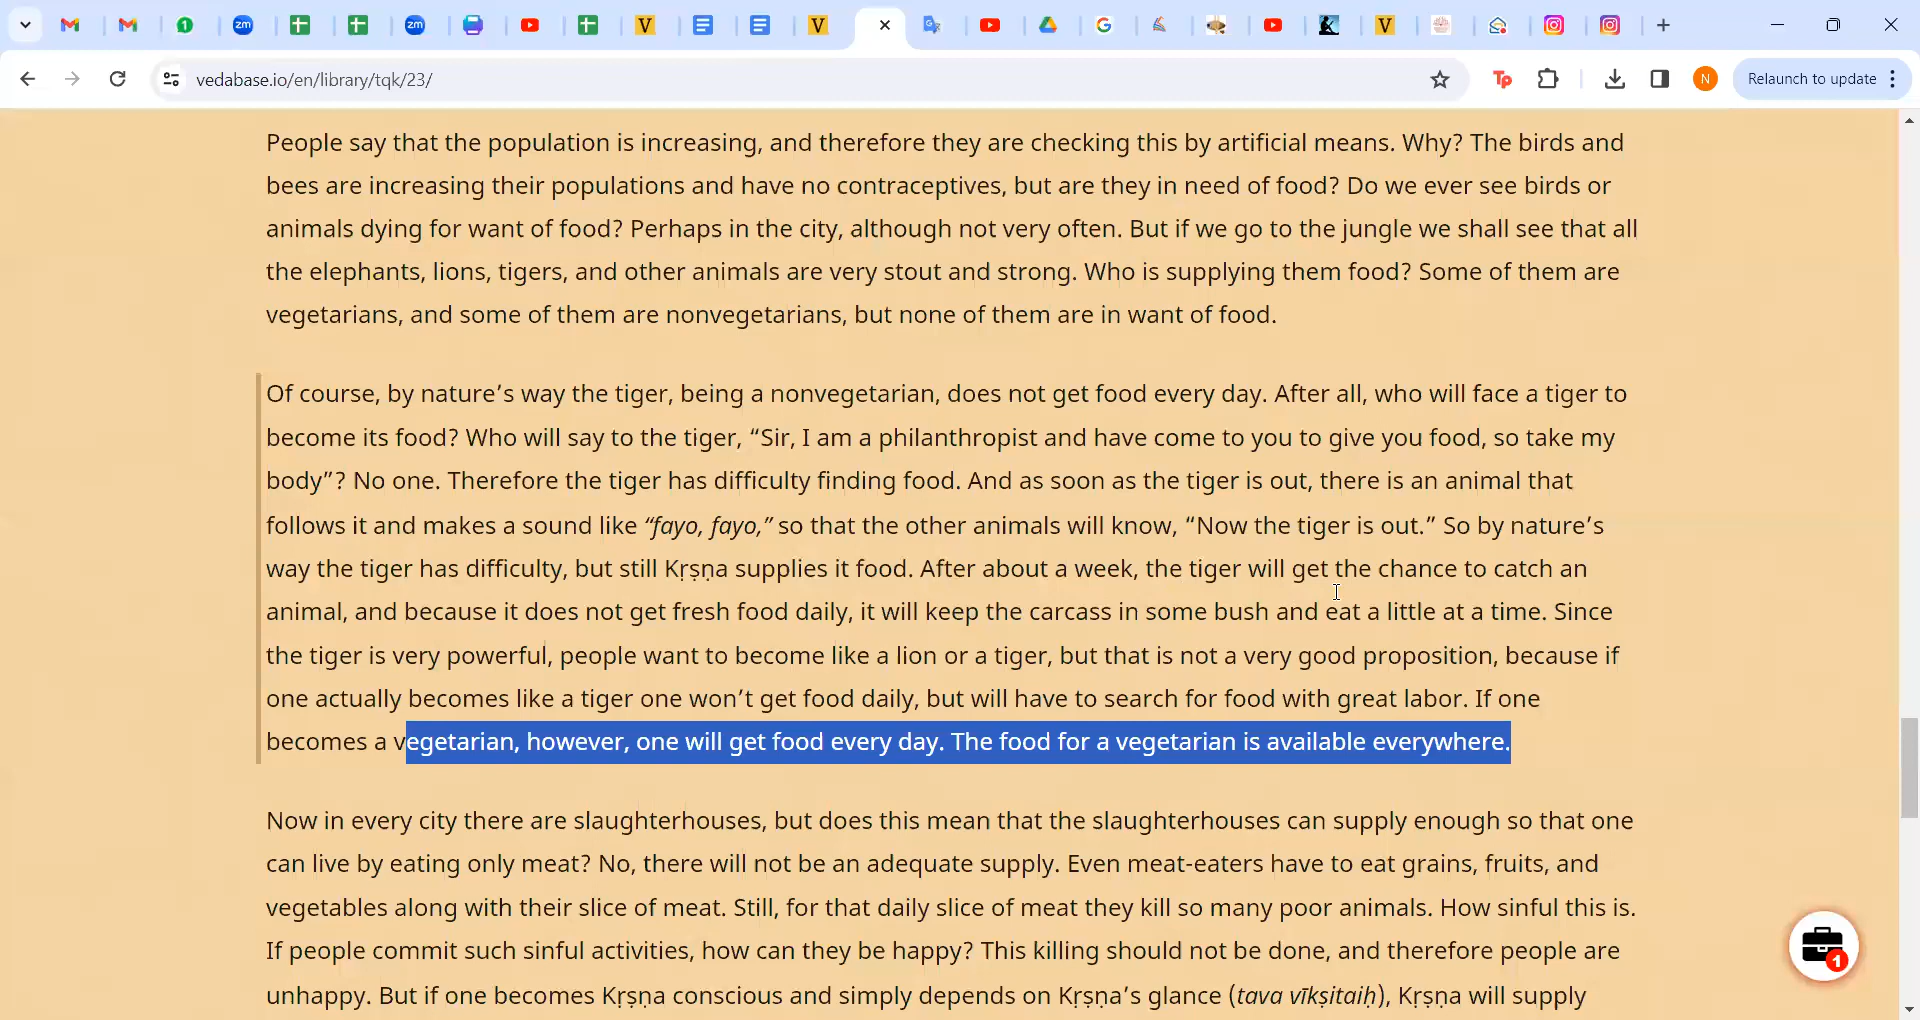 vedabase.io/en/library/tqk/23/
Relaunch to update
People say that the population is increasing, and therefore they are checking this by artificial means. Why? The birds and
bees are increasing their populations and have no contraceptives, but are they in need of food? Do we ever see birds or
animals dying for want of food? Perhaps in the city, although not very often. But if we go to the jungle we shall see that all
the elephants, lions, tigers, and other animals are very stout and strong. Who is supplying them food? Some of them are
vegetarians, and some of them are nonvegetarians, but none of them are in want of food.
Of course, by nature’s way the tiger, being a nonvegetarian, does not get food every day. After all, who will face a tiger to
become its food? Who will say to the tiger, “Sir, I am a philanthropist and have come to you to give you food, so take my
body”? No one. Therefore the tiger has difficulty finding food. And as soon as the tiger is out, there is an animal that
follows it and makes a sound like “fayo, fayo,” so that the other animals will know, “Now the tiger is out.” So by nature’s
way the tiger has difficulty, but still Kṛṣṇa supplies it food. After about a week, the tiger will get the chance to catch an
animal, and because it does not get fresh food daily, it will keep the carcass in some bush and eat a little at a time. Since
the tiger is very powerful, people want to become like a lion or a tiger, but that is not a very good proposition, because if
one actually becomes like a tiger one won’t get food daily, but will have to search for food with great labor. If one
becomes a vegetarian, however, one will get food every day. The food for a vegetarian is available everywhere.
Now in every city there are slaughterhouses, but does this mean that the slaughterhouses can supply enough so that one
can live by eating only meat? No, there will not be an adequate supply. Even meat-eaters have to eat grains, fruits, and
vegetables along with their slice of meat. Still, for that daily slice of meat they kill so many poor animals. How sinful this is.
If people commit such sinful activities, how can they be happy? This killing should not be done, and therefore people are
unhappy. But if one becomes Kṛṣṇa conscious and simply depends on Kṛṣṇa’s glance (tava vīkṣitaiḥ), Kṛṣṇa will supply
1